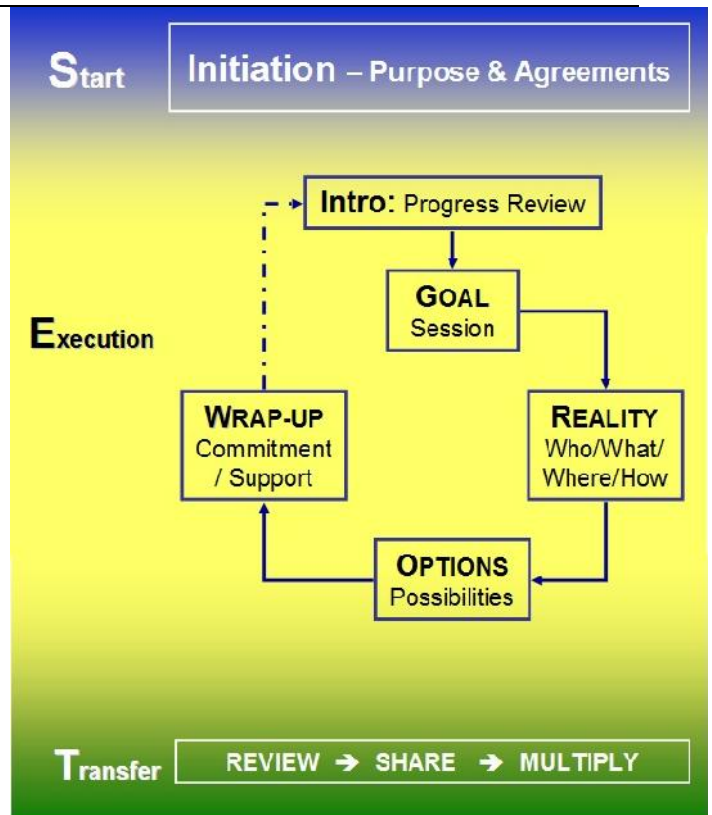 Start
Initiation – Purpose & Agreements
Intro: Progress Review
GOAL
Session
Execution
WRAP-UP
Commitment
/ Support
REALITY
Who/What/
Where/How
OPTIONS
Possibilities
Transfer
REVIEW → SHARE → MULTIPLY